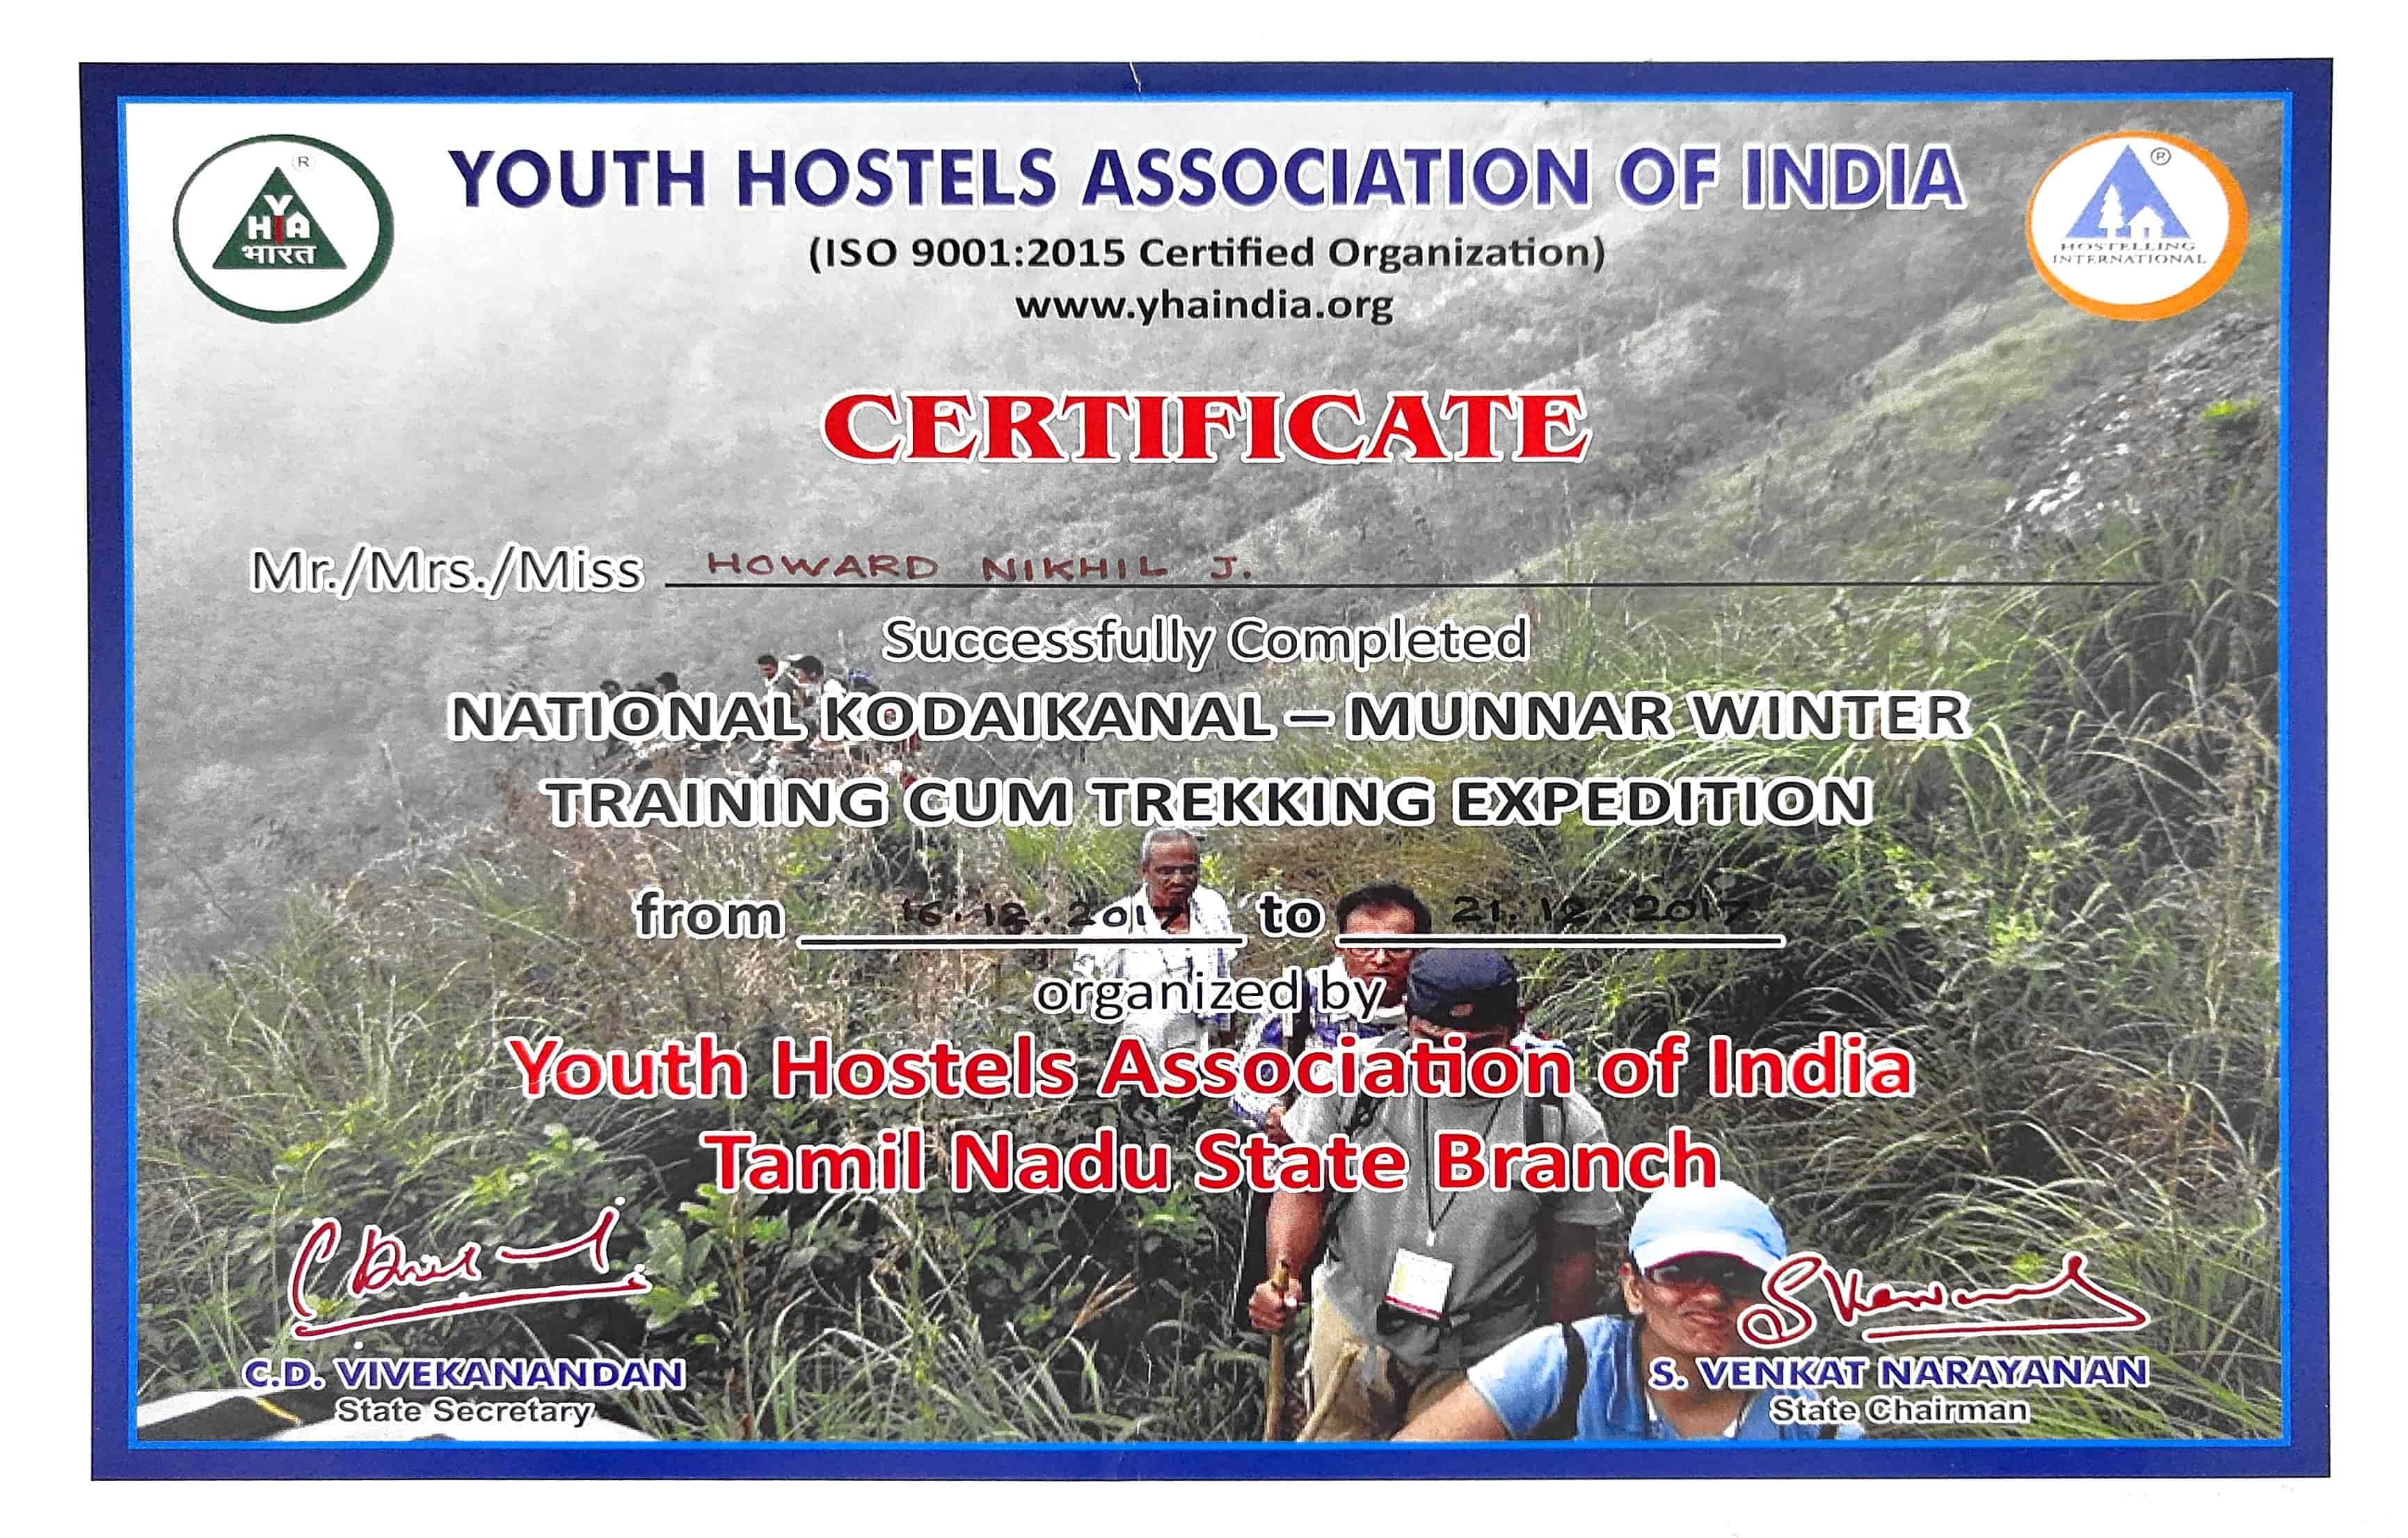 YHA
भारत
®
YOUTH HOSTELS ASSOCIATION OF INDIA
(ISO 9001:2015 Certified Organization)
www.yhaindia.org
®
HOSTELLING
INTERNATIONAL
CERTIFICATE
Mr./Mrs./Miss HOWARD NIKHIL J.
Successfully Completed
NATIONAL KODAIKANAL – MUNNAR WINTER
TRAINING CUM TREKKING EXPEDITION
from 16.12.2017 to 21.12.2017
organized by
Youth Hostels Association of India
Tamil Nadu State Branch
C.D. VIVEKANANDAN
State Secretary
S. VENKAT NARAYANAN
State Chairman